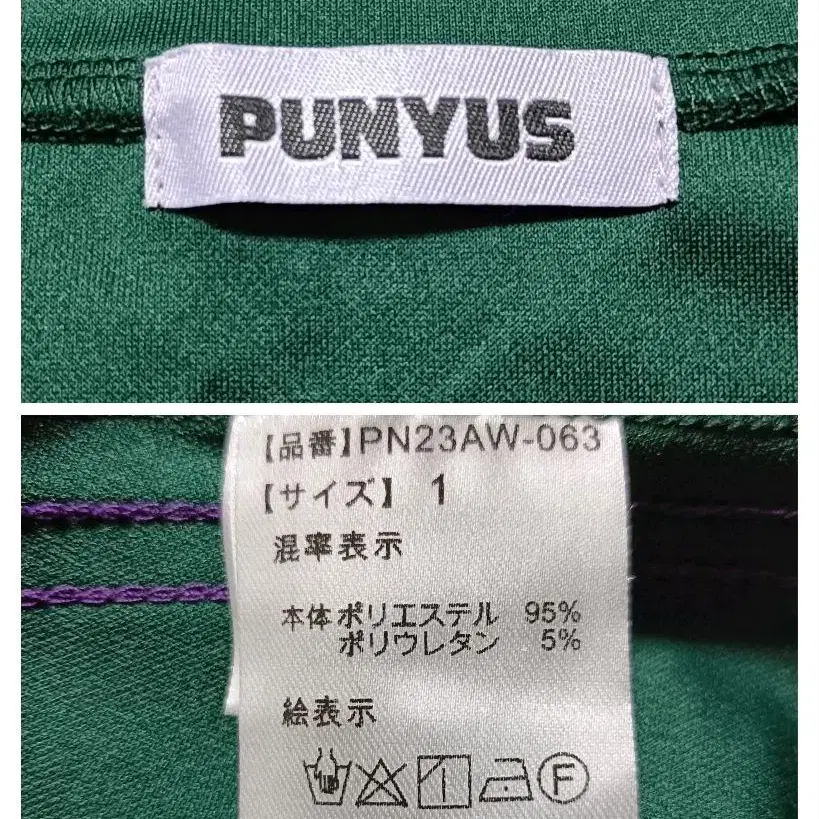 PUNYUS
【品番】PN23AW-063
【サイズ】 1
混率表示
本体 ポリエステル 95%
ポリウレタン 5%
絵表示
F